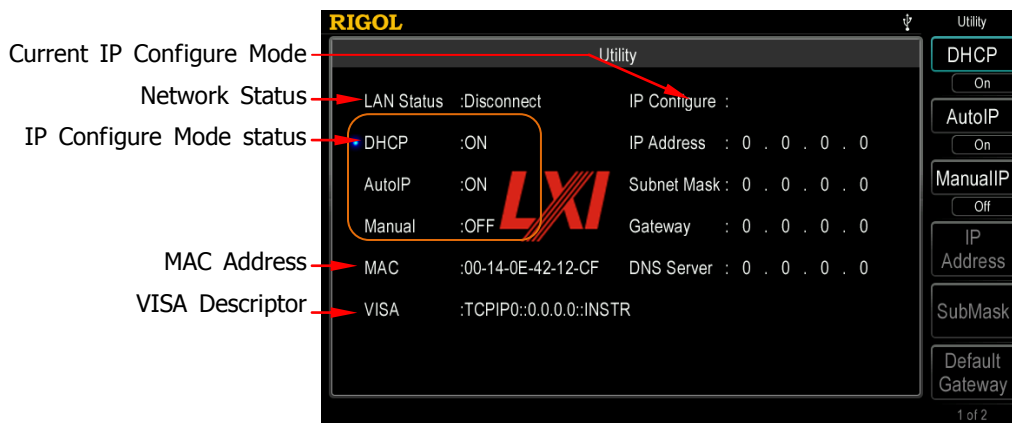 RIGOL
Utility
Utility
Current IP Configure Mode
Network Status
IP Configure Mode status
MAC Address
VISA Descriptor
LAN Status :Disconnect
IP Configure :
DHCP :ON
IP Address : 0 . 0 . 0 . 0
AutoIP :ON
Subnet Mask : 0 . 0 . 0 . 0
Manual :OFF
Gateway : 0 . 0 . 0 . 0
MAC :00-14-0E-42-12-CF
DNS Server : 0 . 0 . 0 . 0
VISA :TCPIP0::0.0.0.0::INSTR
LXI
DHCP
On
AutoIP
On
ManualIP
Off
IP
Address
SubMask
Default
Gateway
1 of 2